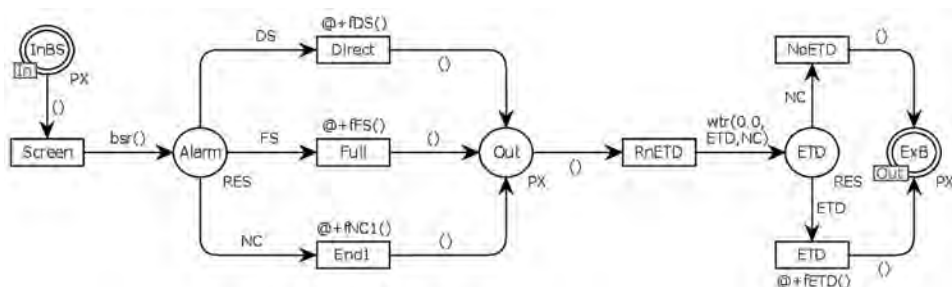 InBS
In
PX
()
Screen
bsr()
Alarm
RES
DS
@+fDS()
Direct
()
FS
@+fFS()
Full
()
NC
@+fNC1()
End1
()
Out
PX
()
RnETD
wtr(0.0,
ETD,NC)
ETD
RES
NC
NoETD
()
ETD
ETD
@+fETD()
()
ExB
Out
PX